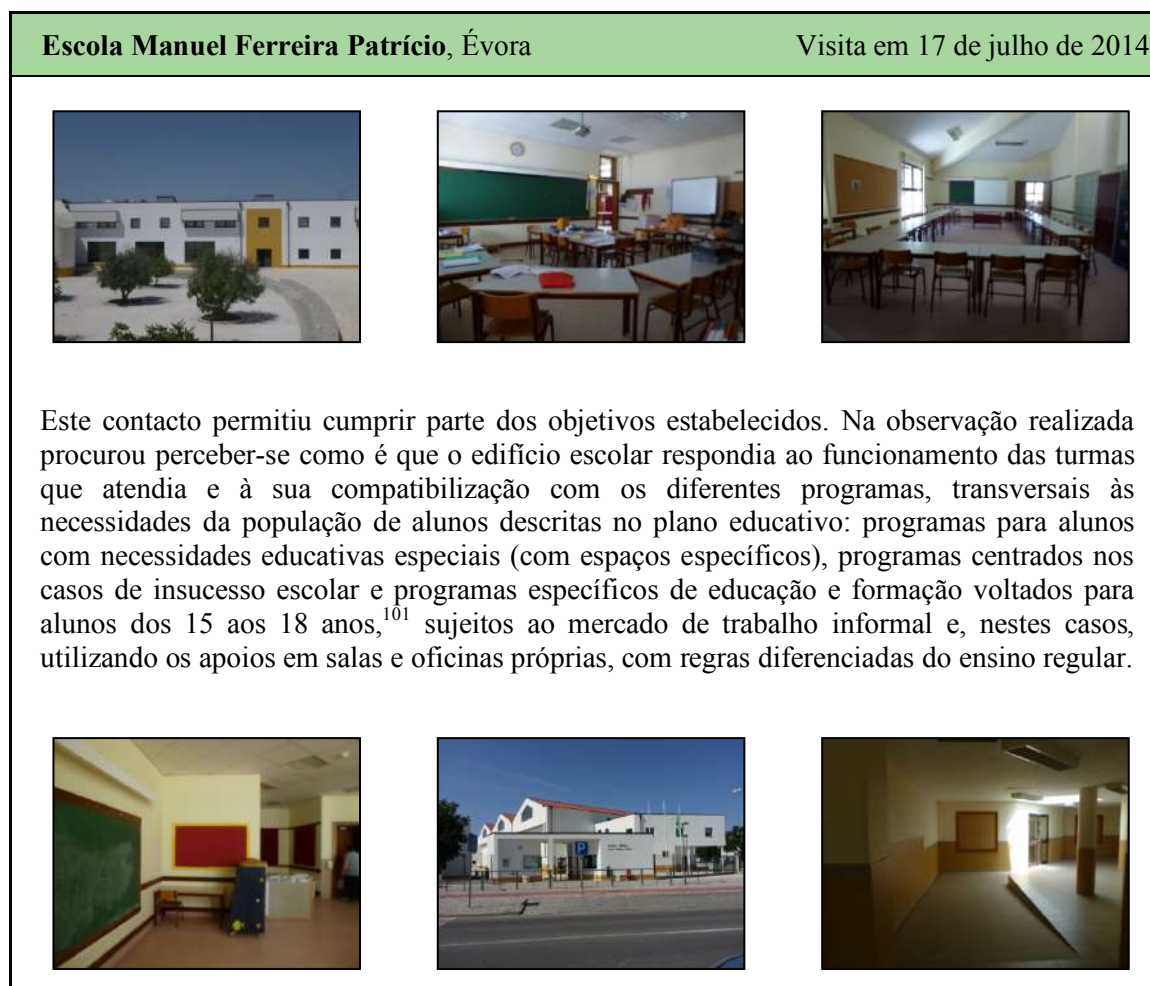 Escola Manuel Ferreira Patrício, Évora Visita em 17 de julho de 2014
Este contacto permitiu cumprir parte dos objetivos estabelecidos. Na observação realizada
procurou perceber-se como é que o edifício escolar respondia ao funcionamento das turmas
que atendia e à sua compatibilização com os diferentes programas, transversais às
necessidades da população de alunos descritas no plano educativo: programas para alunos
com necessidades educativas especiais (com espaços específicos), programas centrados nos
casos de insucesso escolar e programas específicos de educação e formação voltados para
alunos dos 15 aos 18 anos,101 sujeitos ao mercado de trabalho informal e, nestes casos,
utilizando os apoios em salas e oficinas próprias, com regras diferenciadas do ensino regular.
P